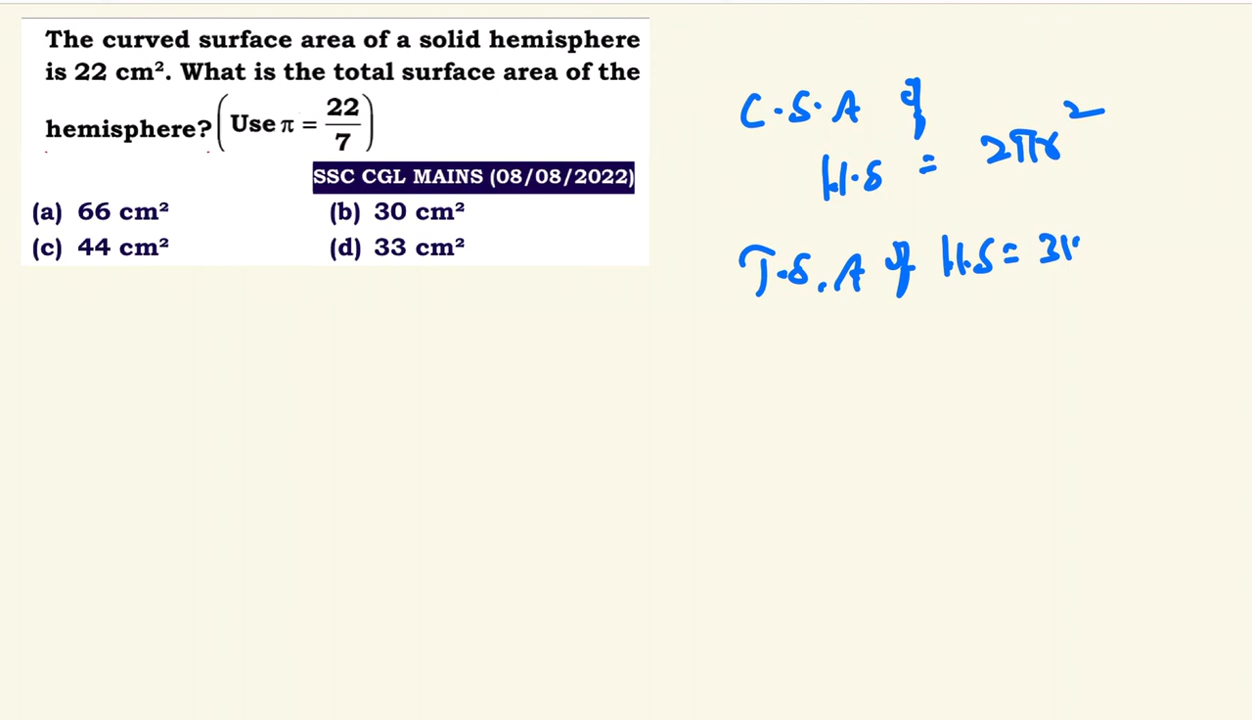 The curved surface area of a solid hemisphere
is 22 cm². What is the total surface area of the
hemisphere? (Use π = 22/7)
SSC CGL MAINS (08/08/2022)
(a) 66 cm² (b) 30 cm²
(c) 44 cm² (d) 33 cm²
C.S.A of
H.S = 2πr²
T.S.A of H.S = 3